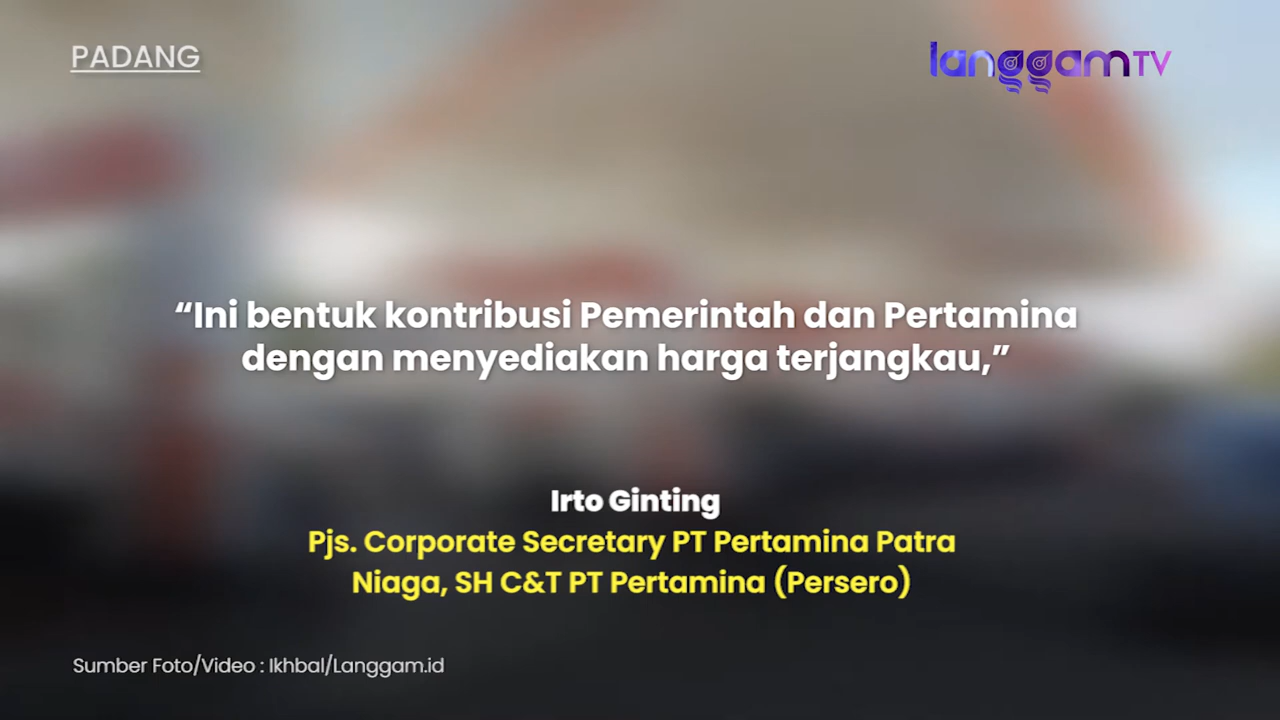 PADANG
langgamTV
“Ini bentuk kontribusi Pemerintah dan Pertamina
dengan menyediakan harga terjangkau,”
Irto Ginting
Pjs. Corporate Secretary PT Pertamina Patra
Niaga, SH C&T PT Pertamina (Persero)
Sumber Foto/Video : Ikhbal/Langgam.id